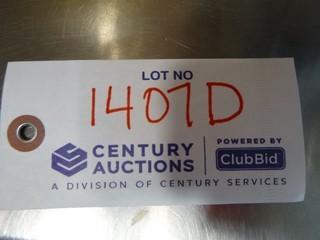 LOT NO
1407D
CENTURY AUCTIONS
POWERED BY
ClubBid
A DIVISION OF CENTURY SERVICES